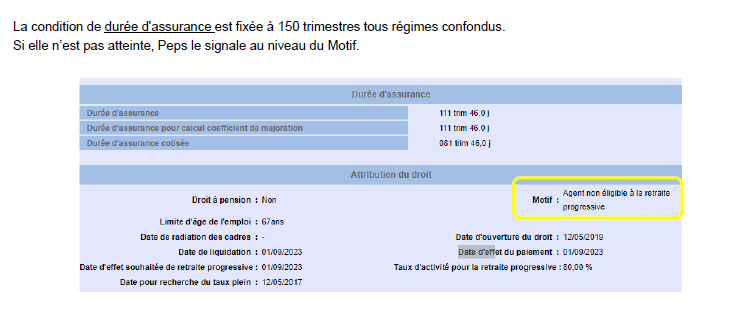 La condition de durée d'assurance est fixée à 150 trimestres tous régimes confondus.
Si elle n'est pas atteinte, Peps le signale au niveau du Motif.
Durée d'assurance
Durée d'assurance 111 trim 46,0 j
Durée d'assurance pour calcul coefficient de majoration 111 trim 46,0 j
Durée d'assurance cotisée 081 trim 46,0 j
Attribution du droit
Droit à pension : Non Motif : Agent non éligible à la retraite
progressive
Limite d'âge de l'emploi : 67ans
Date de radiation des cadres : - Date d'ouverture du droit : 12/05/2019
Date de liquidation : 01/09/2023 Date d'effet du paiement : 01/09/2023
Date d'effet souhaitée de retraite progressive : 01/09/2023 Taux d'activité pour la retraite progressive : 80,00 %
Date pour recherche du taux plein : 12/05/2017